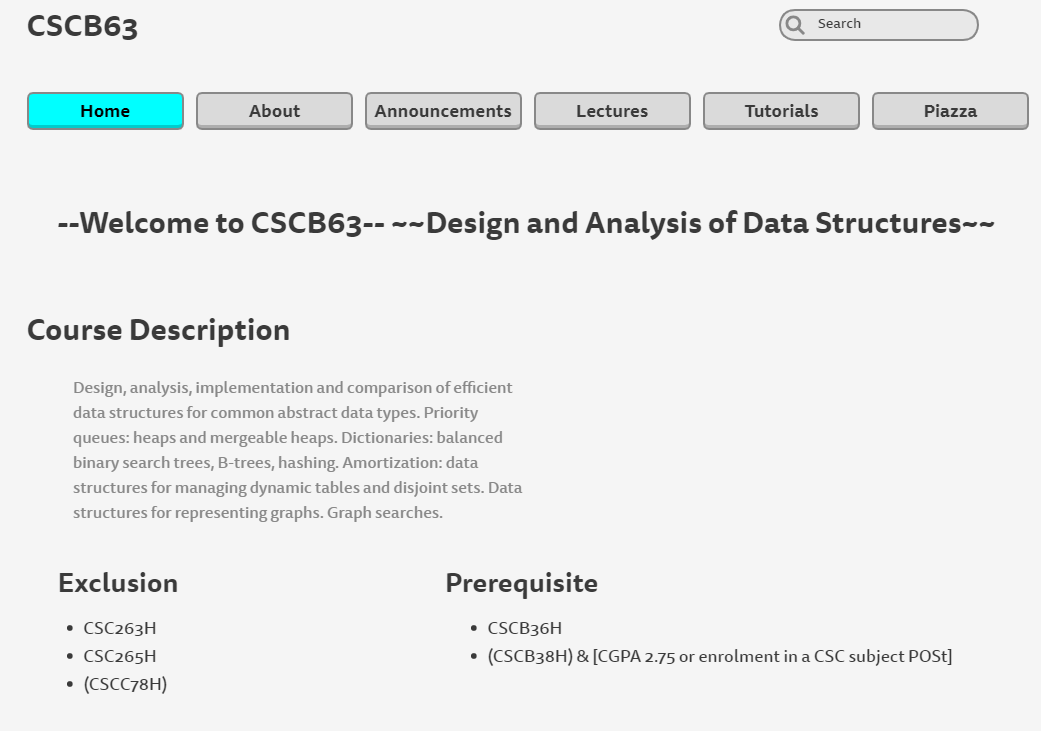 CSCB63
Search
Home
About
Announcements
Lectures
Tutorials
Piazza
--Welcome to CSCB63-- ~~Design and Analysis of Data Structures~~
Course Description
Design, analysis, implementation and comparison of efficient
data structures for common abstract data types. Priority
queues: heaps and mergeable heaps. Dictionaries: balanced
binary search trees, B-trees, hashing. Amortization: data
structures for managing dynamic tables and disjoint sets. Data
structures for representing graphs. Graph searches.
Exclusion
• CSC263H
• CSC265H
• (CSCC78H)
Prerequisite
• CSCB36H
• (CSCB38H) & [CGPA 2.75 or enrolment in a CSC subject POSt]